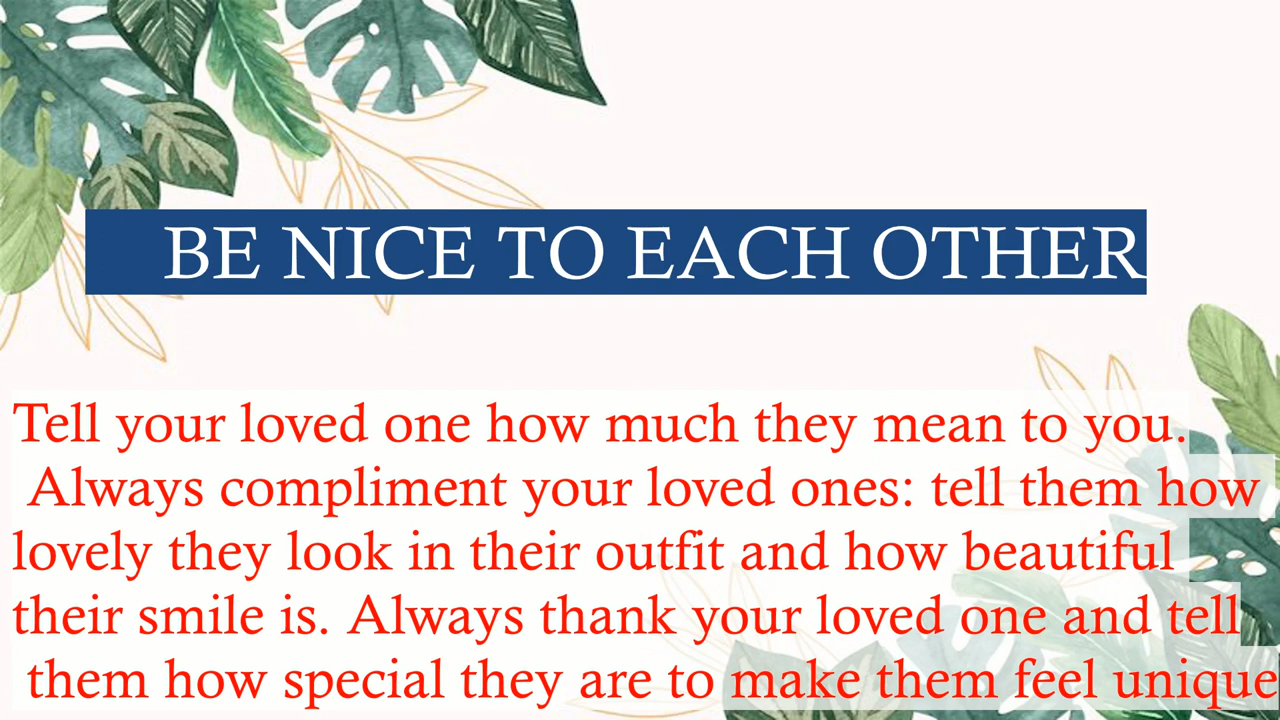 BE NICE TO EACH OTHER
Tell your loved one how much they mean to you.
Always compliment your loved ones: tell them how
lovely they look in their outfit and how beautiful
their smile is. Always thank your loved one and tell
them how special they are to make them feel unique